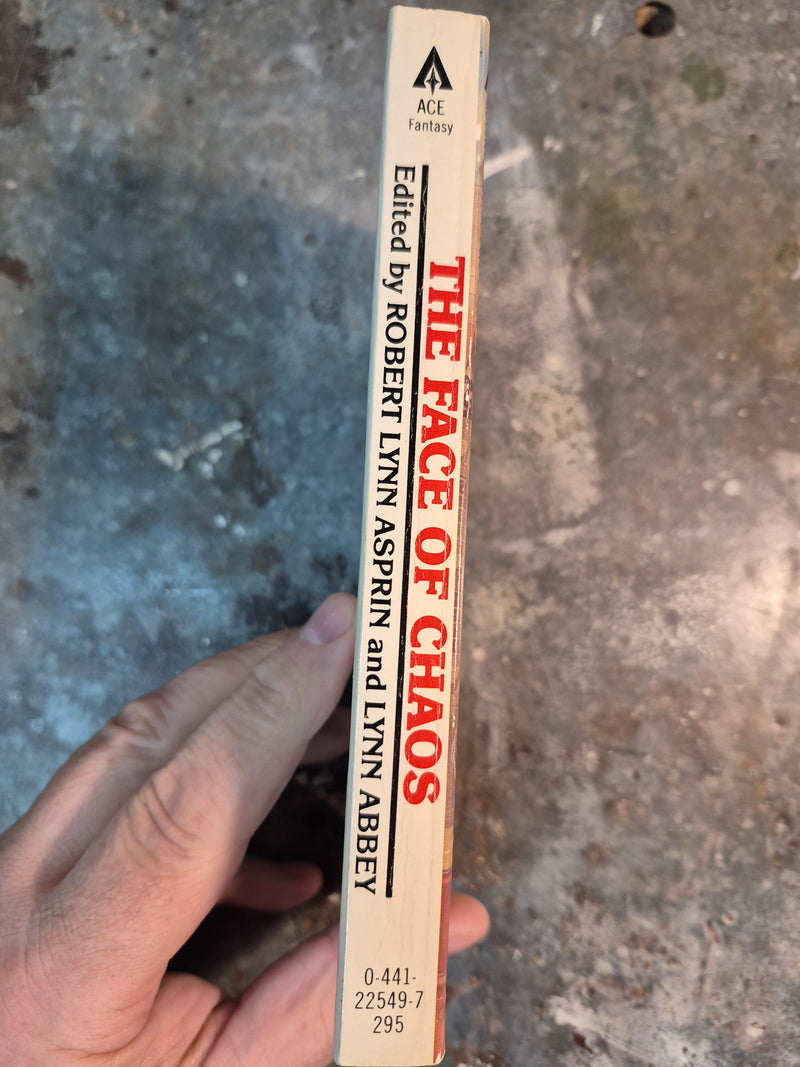 ACE
Fantasy
THE FACE OF CHAOS
Edited by ROBERT LYNN ASPRIN and LYNN ABBEY
0-441-
22549-7
295